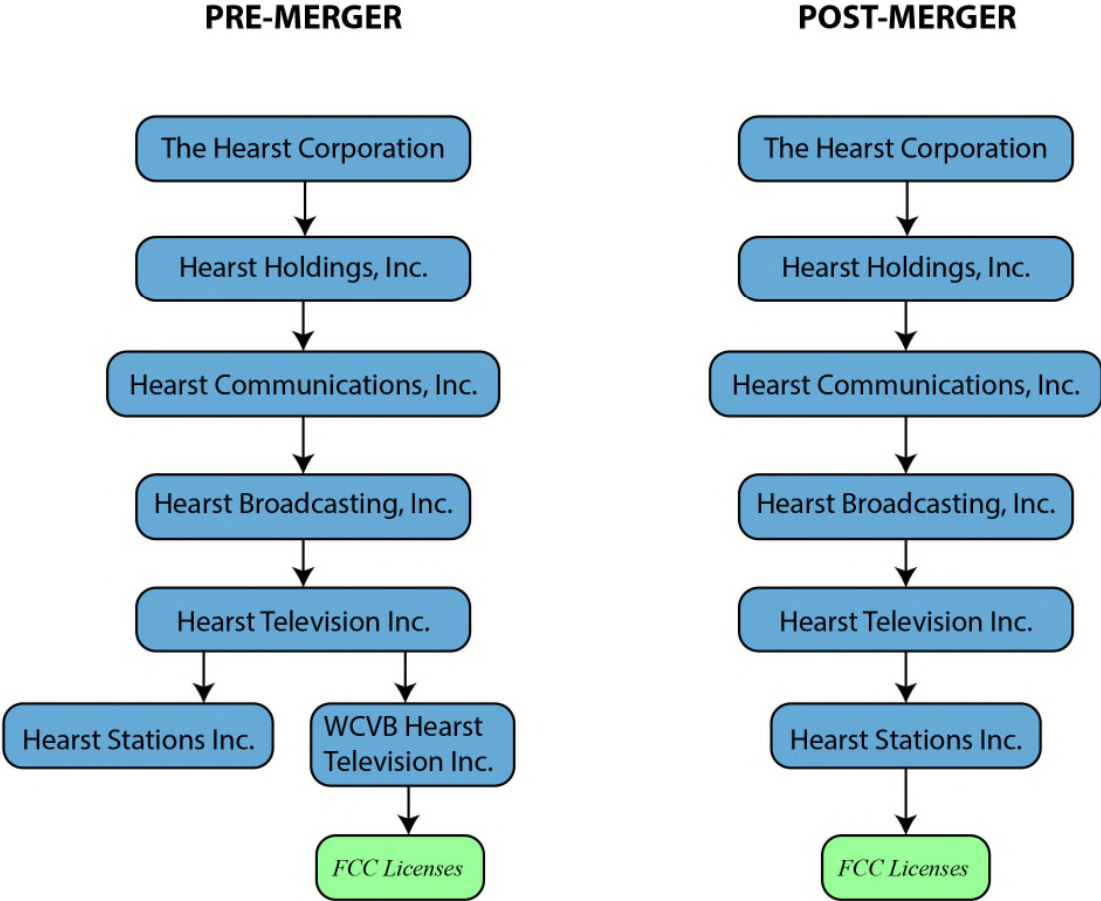 PRE-MERGER
The Hearst Corporation
Hearst Holdings, Inc.
Hearst Communications, Inc.
Hearst Broadcasting, Inc.
Hearst Television Inc.
Hearst Stations Inc.
WCVB Hearst
Television Inc.
FCC Licenses
POST-MERGER
The Hearst Corporation
Hearst Holdings, Inc.
Hearst Communications, Inc.
Hearst Broadcasting, Inc.
Hearst Television Inc.
Hearst Stations Inc.
FCC Licenses